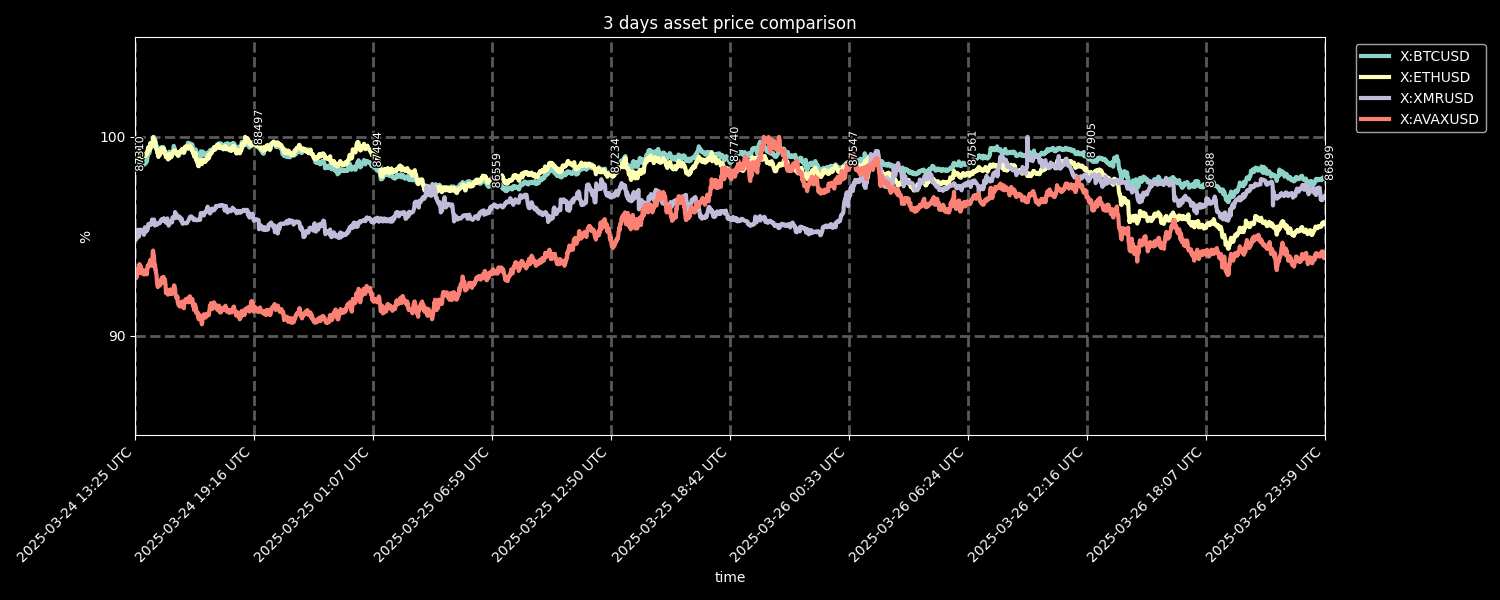 3 days asset price comparison
X:BTCUSD
X:ETHUSD
X:XMRUSD
X:AVAXUSD
100
90
%
87310
88497
87494
86559
87234
87740
87547
87561
87905
86588
86899
2025-03-24 13:25 UTC
2025-03-24 19:16 UTC
2025-03-25 01:07 UTC
2025-03-25 06:59 UTC
2025-03-25 12:50 UTC
2025-03-25 18:42 UTC
2025-03-26 00:33 UTC
2025-03-26 06:24 UTC
2025-03-26 12:16 UTC
2025-03-26 18:07 UTC
2025-03-26 23:59 UTC
time